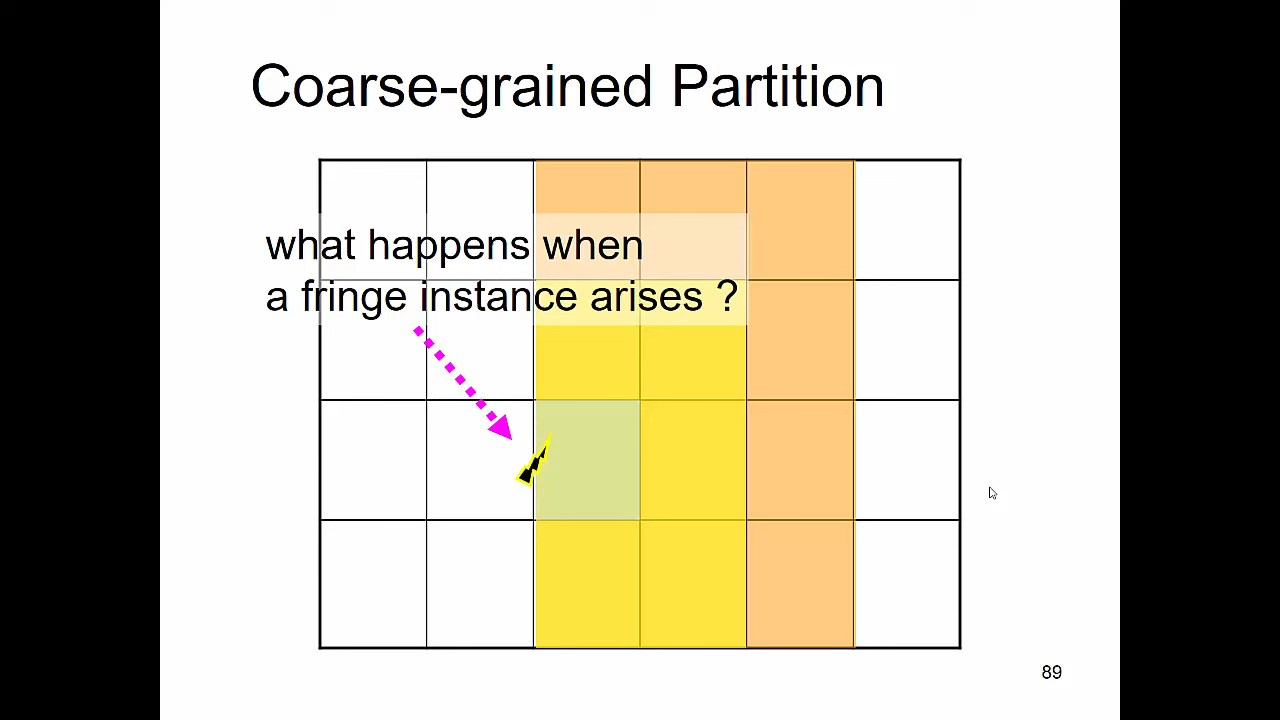 Coarse-grained Partition
what happens when
a fringe instance arises ?
89